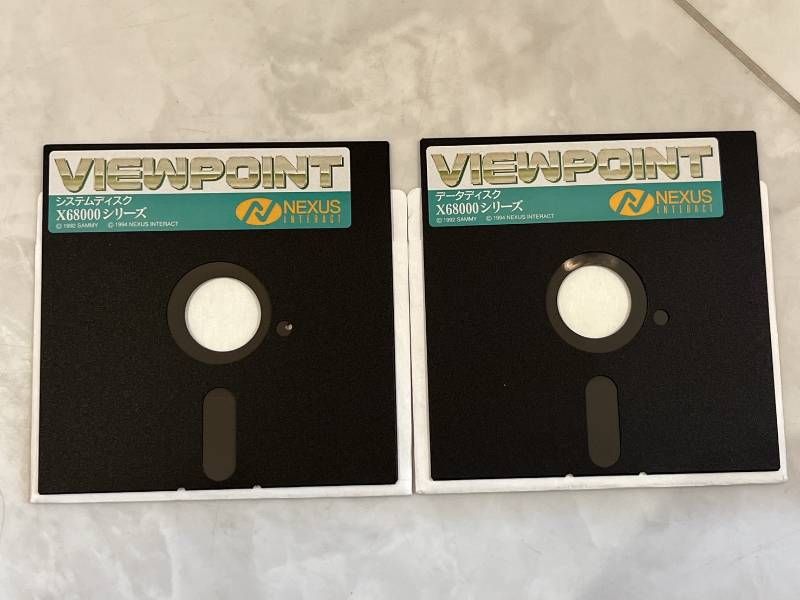 VIEWPOINT
システムディスク
X68000シリーズ
© 1992 SAMMY © 1994 NEXUS INTERACT
NEXUS
INTERACT
VIEWPOINT
データディスク
X68000シリーズ
© 1992 SAMMY © 1994 NEXUS INTERACT
NEXUS
INTERACT